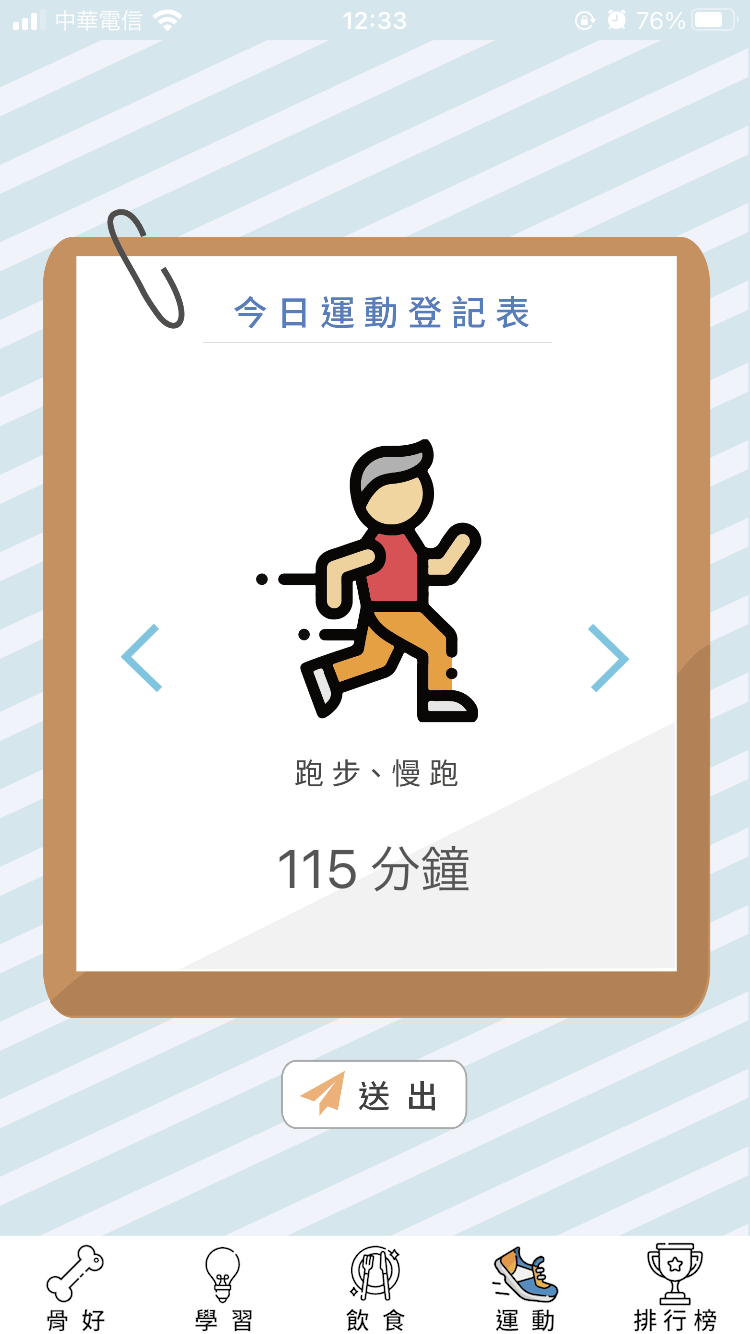 中華電信 12:33 76%
今日運動登記表
跑步、慢跑
115 分鐘
送出
骨好 學習 飲食 運動 排行榜